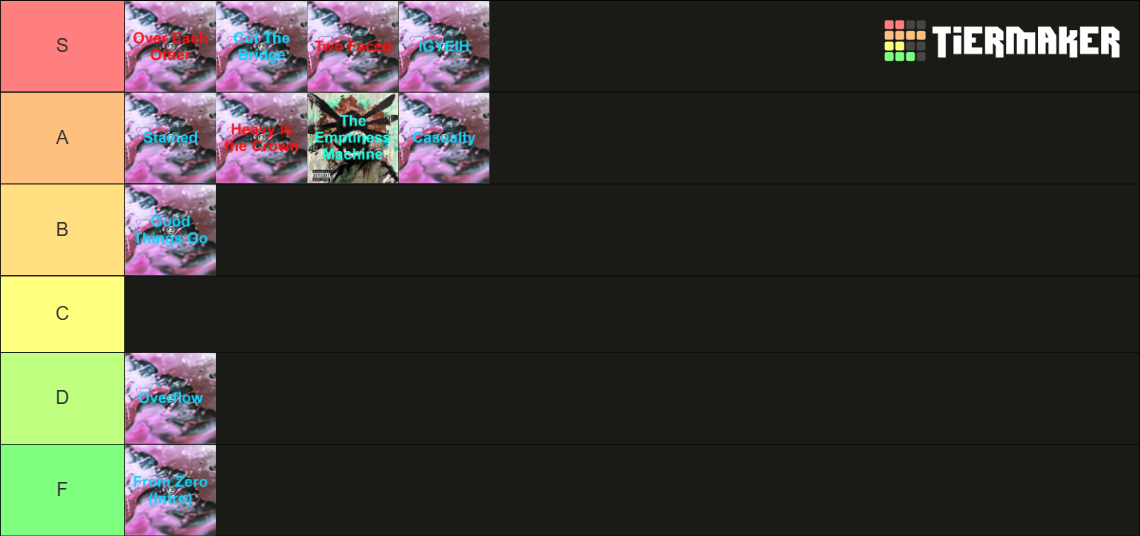 S
Over Each
Other
Cut The
Bridge
Two Faced
IGYEIH
TiERMAKER
A
Stained
Heavy Is
the Crown
The
Emptiness
Machine
Casualty
B
Good
Things Go
C
D
Overflow
F
From Zero
(Intro)